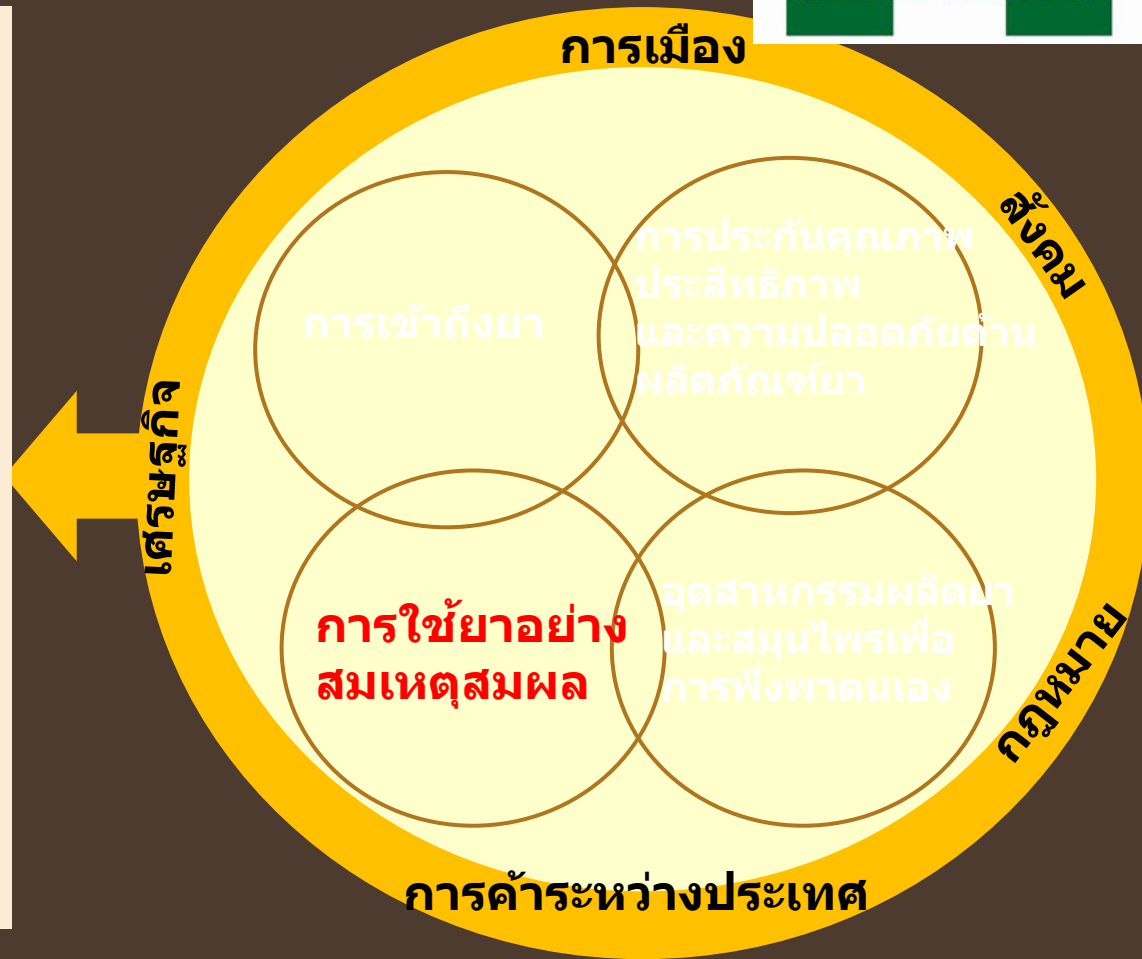 การเมือง
สังคม
การประกันคุณภาพ
ประสิทธิภาพ
และความปลอดภัยด้าน
ผลิตภัณฑ์ยา
การเข้าถึงยา
เศรษฐกิจ
การใช้ยาอย่าง
สมเหตุสมผล
อุตสาหกรรมผลิตยา
และสมุนไพรเพื่อ
การพึ่งพาตนเอง
กฎหมาย
การค้าระหว่างประเทศ